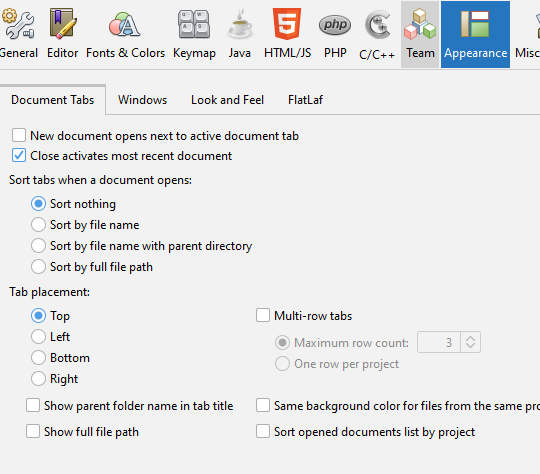 General Editor Fonts & Colors Keymap Java HTML/JS PHP C/C++ Team Appearance Misc
Document Tabs Windows Look and Feel FlatLaf
New document opens next to active document tab
Close activates most recent document
Sort tabs when a document opens:
Sort nothing
Sort by file name
Sort by file name with parent directory
Sort by full file path
Tab placement:
Top Multi-row tabs
Left Maximum row count: 3
Bottom One row per project
Right
Show parent folder name in tab title Same background color for files from the same pro
Show full file path Sort opened documents list by project